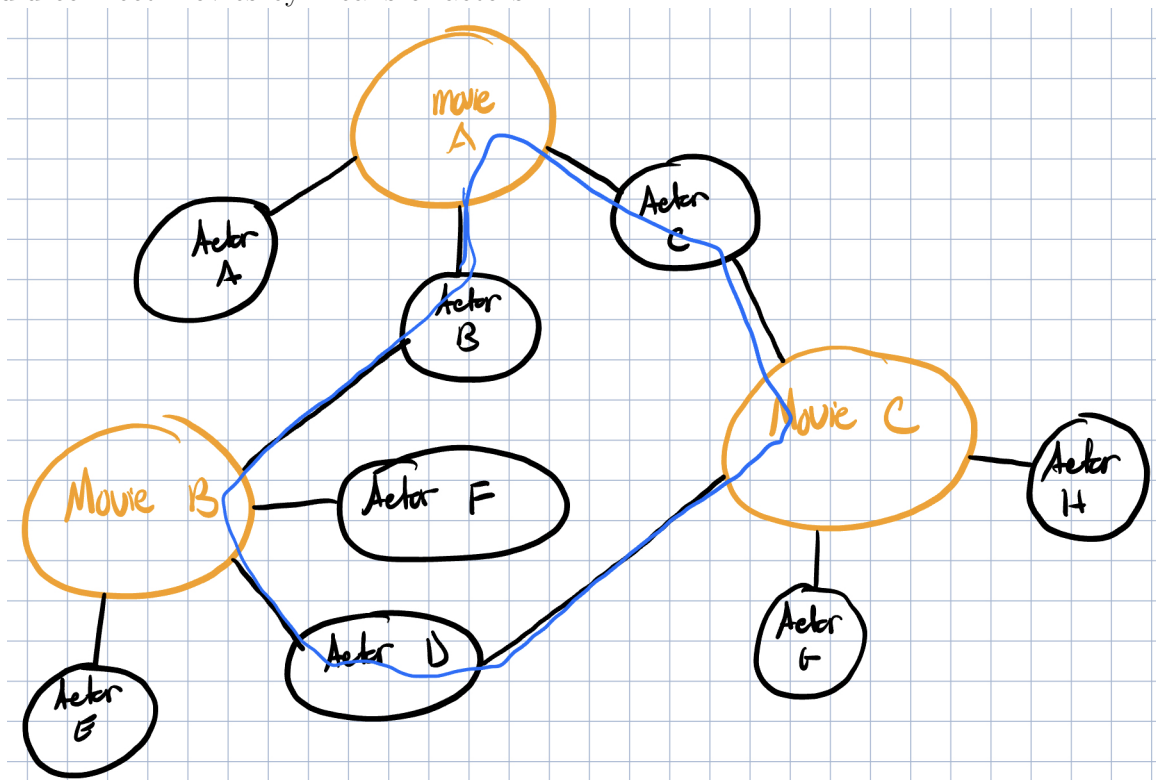 movie
A
Actor
A
Actor
B
Actor
C
Movie B
Actor F
Movie C
Actor
H
Actor D
Actor
G
Actor
E